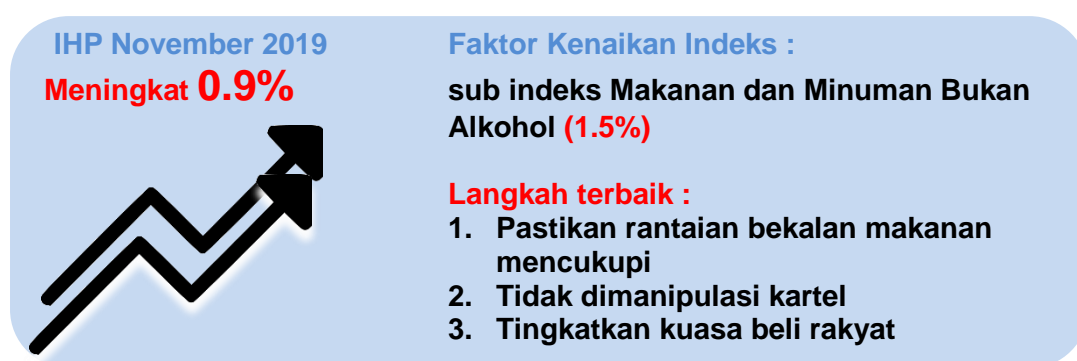 IHP November 2019
Meningkat 0.9%
Faktor Kenaikan Indeks :
sub indeks Makanan dan Minuman Bukan
Alkohol (1.5%)
Langkah terbaik :
1. Pastikan rantaian bekalan makanan
mencukupi
2. Tidak dimanipulasi kartel
3. Tingkatkan kuasa beli rakyat